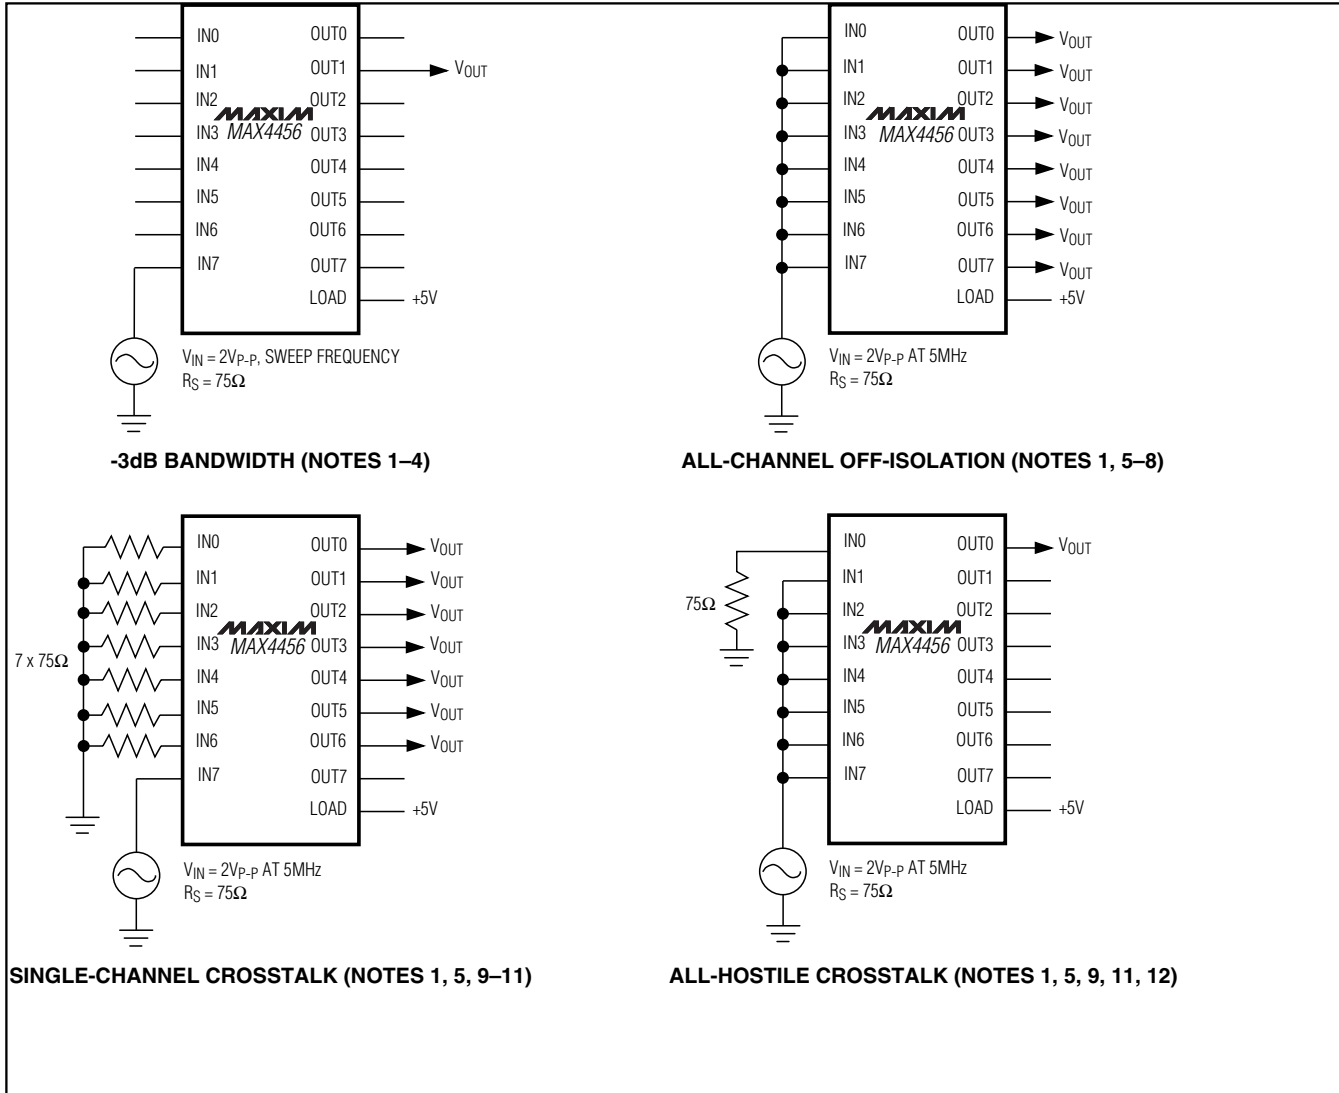 IN0 OUT0
IN1 OUT1 VOUT
IN2 OUT2
MAXIM
IN3 MAX4456 OUT3
IN4 OUT4
IN5 OUT5
IN6 OUT6
IN7 OUT7
LOAD +5V
VIN = 2VP-P, SWEEP FREQUENCY
RS = 75Ω
-3dB BANDWIDTH (NOTES 1–4)
IN0 OUT0 VOUT
IN1 OUT1 VOUT
IN2 OUT2 VOUT
MAXIM
IN3 MAX4456 OUT3 VOUT
IN4 OUT4 VOUT
IN5 OUT5 VOUT
IN6 OUT6 VOUT
IN7 OUT7 VOUT
LOAD +5V
VIN = 2VP-P AT 5MHz
RS = 75Ω
ALL-CHANNEL OFF-ISOLATION (NOTES 1, 5–8)
IN0 OUT0 VOUT
IN1 OUT1 VOUT
IN2 OUT2 VOUT
MAXIM
IN3 MAX4456 OUT3 VOUT
7 x 75Ω
IN4 OUT4 VOUT
IN5 OUT5 VOUT
IN6 OUT6 VOUT
IN7 OUT7
LOAD +5V
VIN = 2VP-P AT 5MHz
RS = 75Ω
SINGLE-CHANNEL CROSSTALK (NOTES 1, 5, 9–11)
IN0 OUT0 VOUT
IN1 OUT1
75Ω IN2 OUT2
MAXIM
IN3 MAX4456 OUT3
IN4 OUT4
IN5 OUT5
IN6 OUT6
IN7 OUT7
LOAD +5V
VIN = 2VP-P AT 5MHz
RS = 75Ω
ALL-HOSTILE CROSSTALK (NOTES 1, 5, 9, 11, 12)